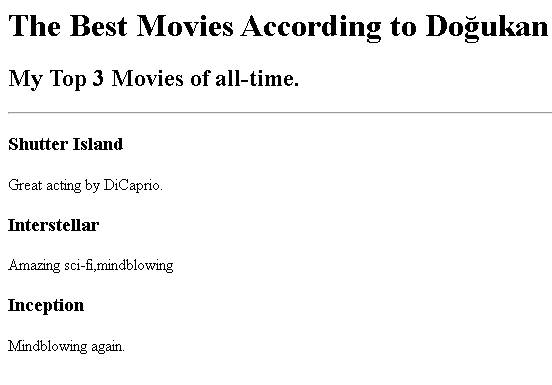 The Best Movies According to Doğukan
My Top 3 Movies of all-time.
Shutter Island
Great acting by DiCaprio.
Interstellar
Amazing sci-fi,mindblowing
Inception
Mindblowing again.